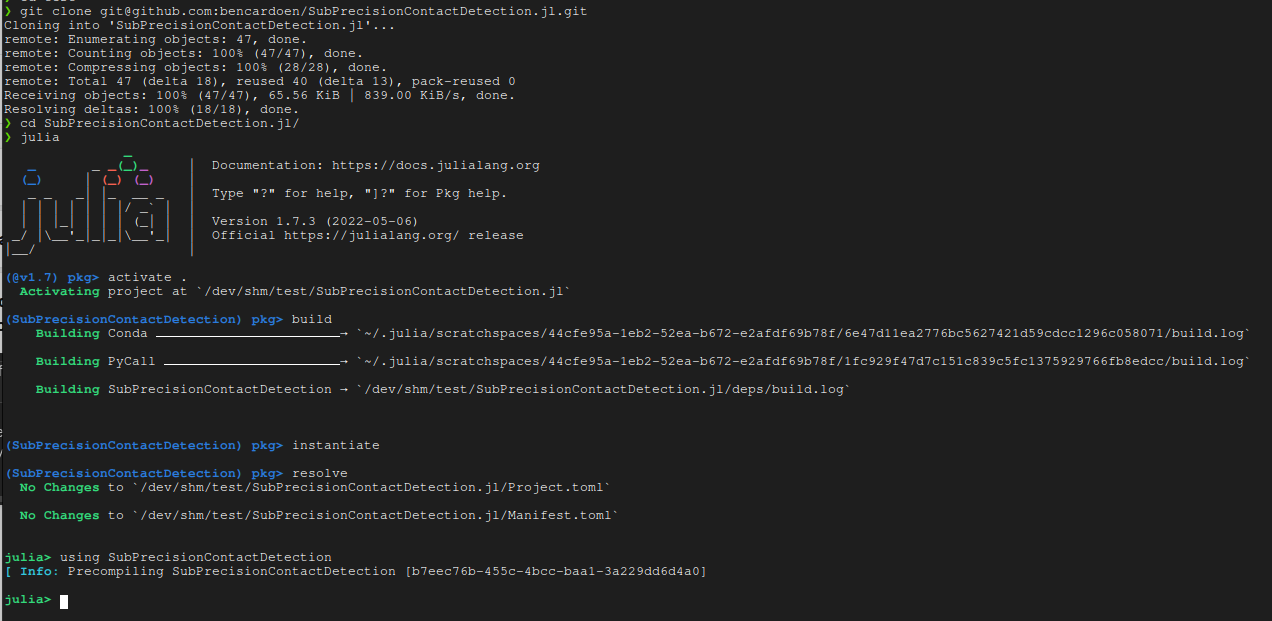 ❯ git clone git@github.com:bencardoen/SubPrecisionContactDetection.jl.git
Cloning into 'SubPrecisionContactDetection.jl'...
remote: Enumerating objects: 47, done.
remote: Counting objects: 100% (47/47), done.
remote: Compressing objects: 100% (28/28), done.
remote: Total 47 (delta 18), reused 40 (delta 13), pack-reused 0
Receiving objects: 100% (47/47), 65.56 KiB | 839.00 KiB/s, done.
Resolving deltas: 100% (18/18), done.
❯ cd SubPrecisionContactDetection.jl/
❯ julia
julia
Documentation: https://docs.julialang.org
Type "?" for help, "]?" for Pkg help.
Version 1.7.3 (2022-05-06)
Official https://julialang.org/ release
(@v1.7) pkg> activate .
Activating project at `/dev/shm/test/SubPrecisionContactDetection.jl`
(SubPrecisionContactDetection) pkg> build
Building Conda ────────────────────────→ `~/.julia/scratchspaces/44cfe95a-1eb2-52ea-b672-e2afdf69b78f/6e47d11ea2776bc5627421d59cdcc1296c058071/build.log`
Building PyCall ───────────────────────→ `~/.julia/scratchspaces/44cfe95a-1eb2-52ea-b672-e2afdf69b78f/1fc929f47d7c151c839c5fc1375929766fb8edcc/build.log`
Building SubPrecisionContactDetection → `/dev/shm/test/SubPrecisionContactDetection.jl/deps/build.log`
(SubPrecisionContactDetection) pkg> instantiate
(SubPrecisionContactDetection) pkg> resolve
No Changes to `/dev/shm/test/SubPrecisionContactDetection.jl/Project.toml`
No Changes to `/dev/shm/test/SubPrecisionContactDetection.jl/Manifest.toml`
julia> using SubPrecisionContactDetection
[ Info: Precompiling SubPrecisionContactDetection [b7eec76b-455c-4bcc-baa1-3a229dd6d4a0]
julia>